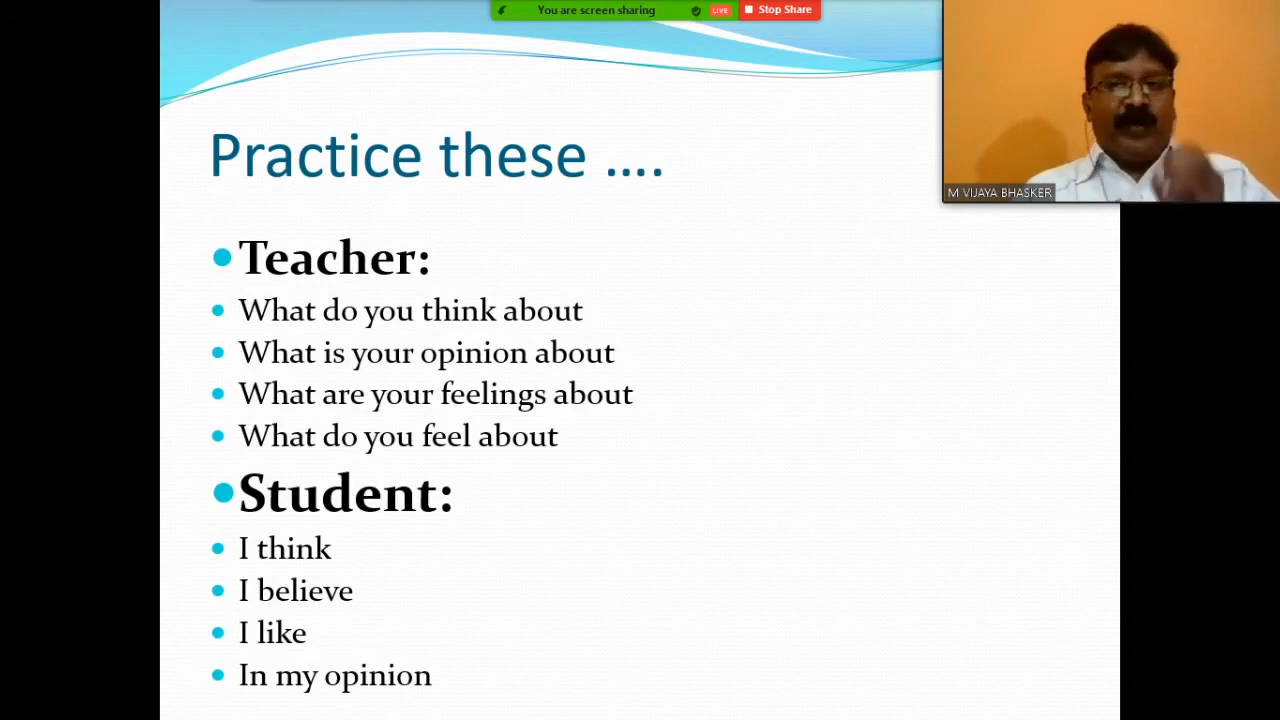 You are screen sharing LIVE Stop Share
M VIJAYA BHASKER
Practice these ....
Teacher:
What do you think about
What is your opinion about
What are your feelings about
What do you feel about
Student:
I think
I believe
I like
In my opinion